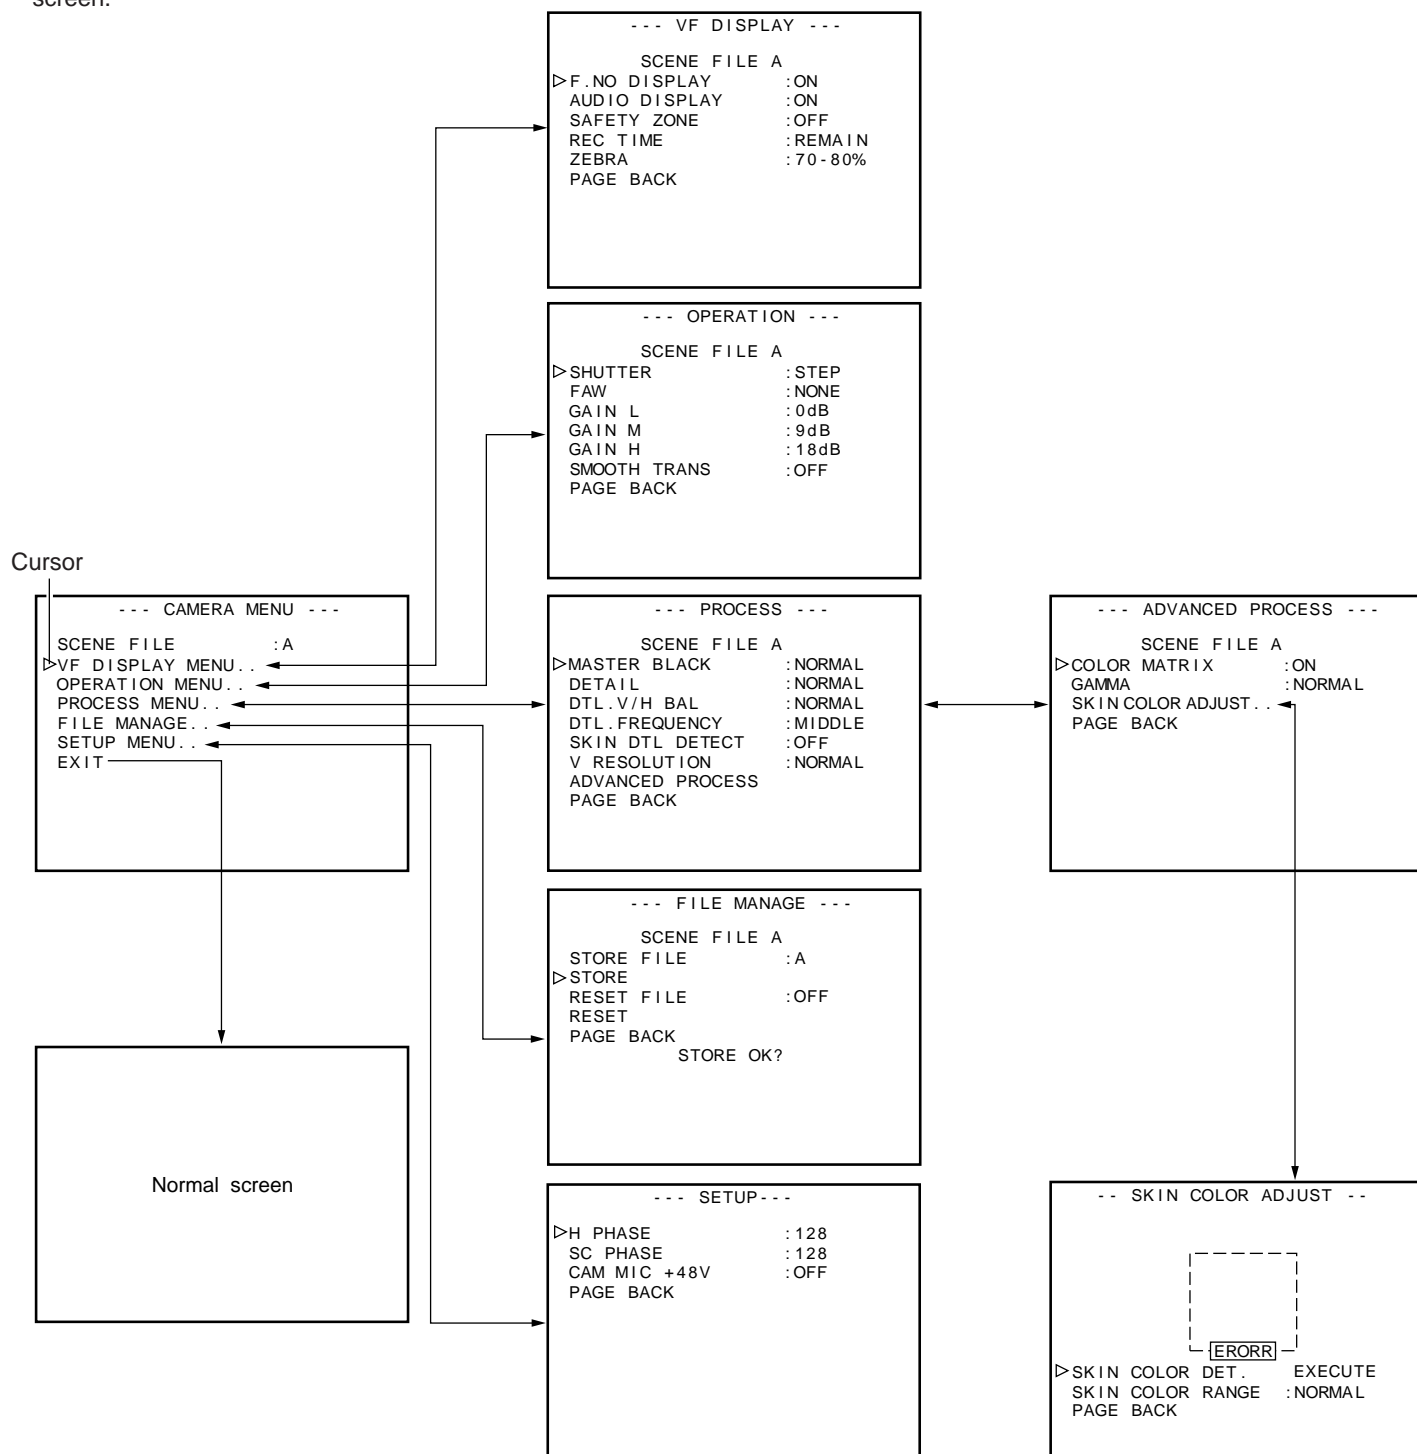 screen.
--- VF DISPLAY ---
SCENE FILE A
F.NO DISPLAY :ON
AUDIO DISPLAY :ON
SAFETY ZONE :OFF
REC TIME :REMAIN
ZEBRA :70-80%
PAGE BACK
--- OPERATION ---
SCENE FILE A
SHUTTER :STEP
FAW :NONE
GAIN L :0dB
GAIN M :9dB
GAIN H :18dB
SMOOTH TRANS :OFF
PAGE BACK
Cursor
--- CAMERA MENU ---
SCENE FILE :A
VF DISPLAY MENU..
OPERATION MENU..
PROCESS MENU..
FILE MANAGE..
SETUP MENU..
EXIT
--- PROCESS ---
SCENE FILE A
MASTER BLACK :NORMAL
DETAIL :NORMAL
DTL.V/H BAL :NORMAL
DTL.FREQUENCY :MIDDLE
SKIN DTL DETECT :OFF
V RESOLUTION :NORMAL
ADVANCED PROCESS
PAGE BACK
--- ADVANCED PROCESS ---
SCENE FILE A
COLOR MATRIX :ON
GAMMA :NORMAL
SKIN COLOR ADJUST..
PAGE BACK
--- FILE MANAGE ---
SCENE FILE A
STORE FILE :A
STORE
RESET FILE :OFF
RESET
PAGE BACK
STORE OK?
Normal screen
--- SETUP---
H PHASE :128
SC PHASE :128
CAM MIC +48V :OFF
PAGE BACK
-- SKIN COLOR ADJUST --
ERORR
SKIN COLOR DET. EXECUTE
SKIN COLOR RANGE :NORMAL
PAGE BACK